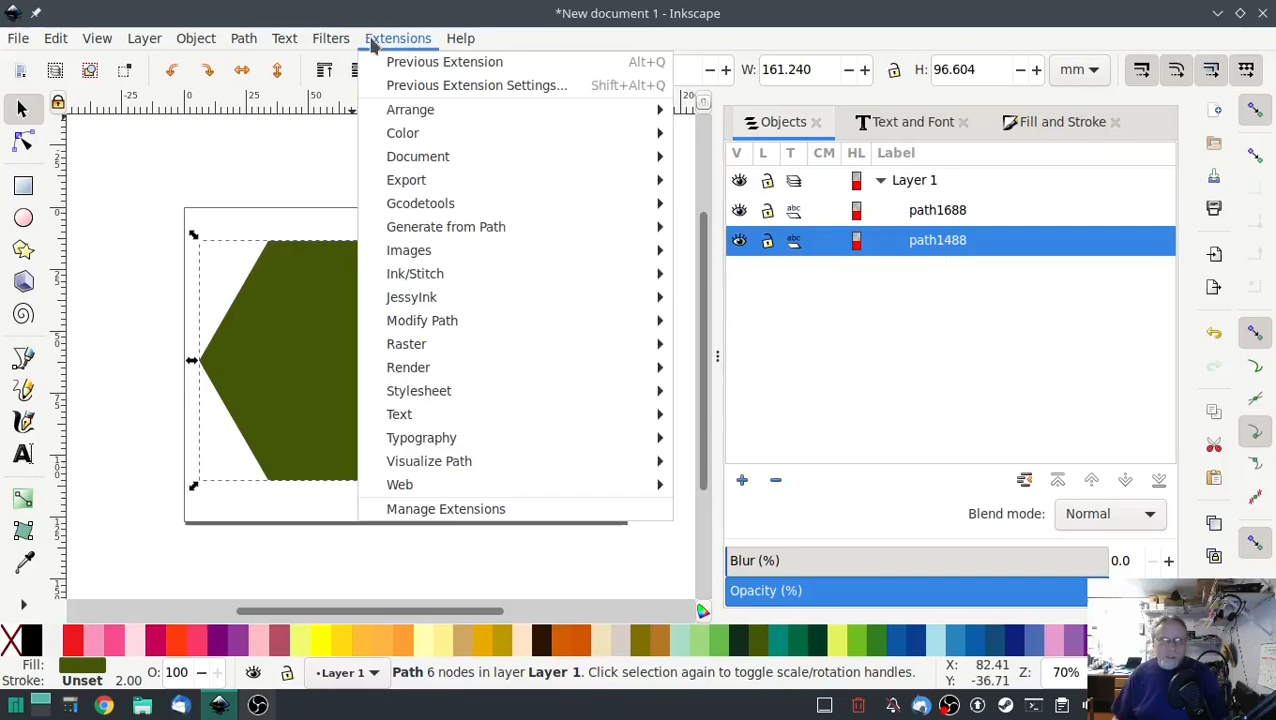 *New document 1 - Inkscape
File Edit View Layer Object Path Text Filters Extensions Help
W: 161.240 H: 96.604 mm
Previous Extension Alt+Q
Previous Extension Settings... Shift+Alt+Q
Arrange
Color
Document
Export
Gcodetools
Generate from Path
Images
Ink/Stitch
JessyInk
Modify Path
Raster
Render
Stylesheet
Text
Typography
Visualize Path
Web
Manage Extensions
-25 0 25 50
Objects Text and Font Fill and Stroke
V L T CM HL Label
Layer 1
abc path1688
abc path1488
Blend mode: Normal
Blur (%) 0.0
Opacity (%)
Fill: O: 100 Layer 1 Path 6 nodes in layer Layer 1. Click selection again to toggle scale/rotation handles. X: 82.41 Z: 70%
Stroke: Unset 2.00 Y: -36.71